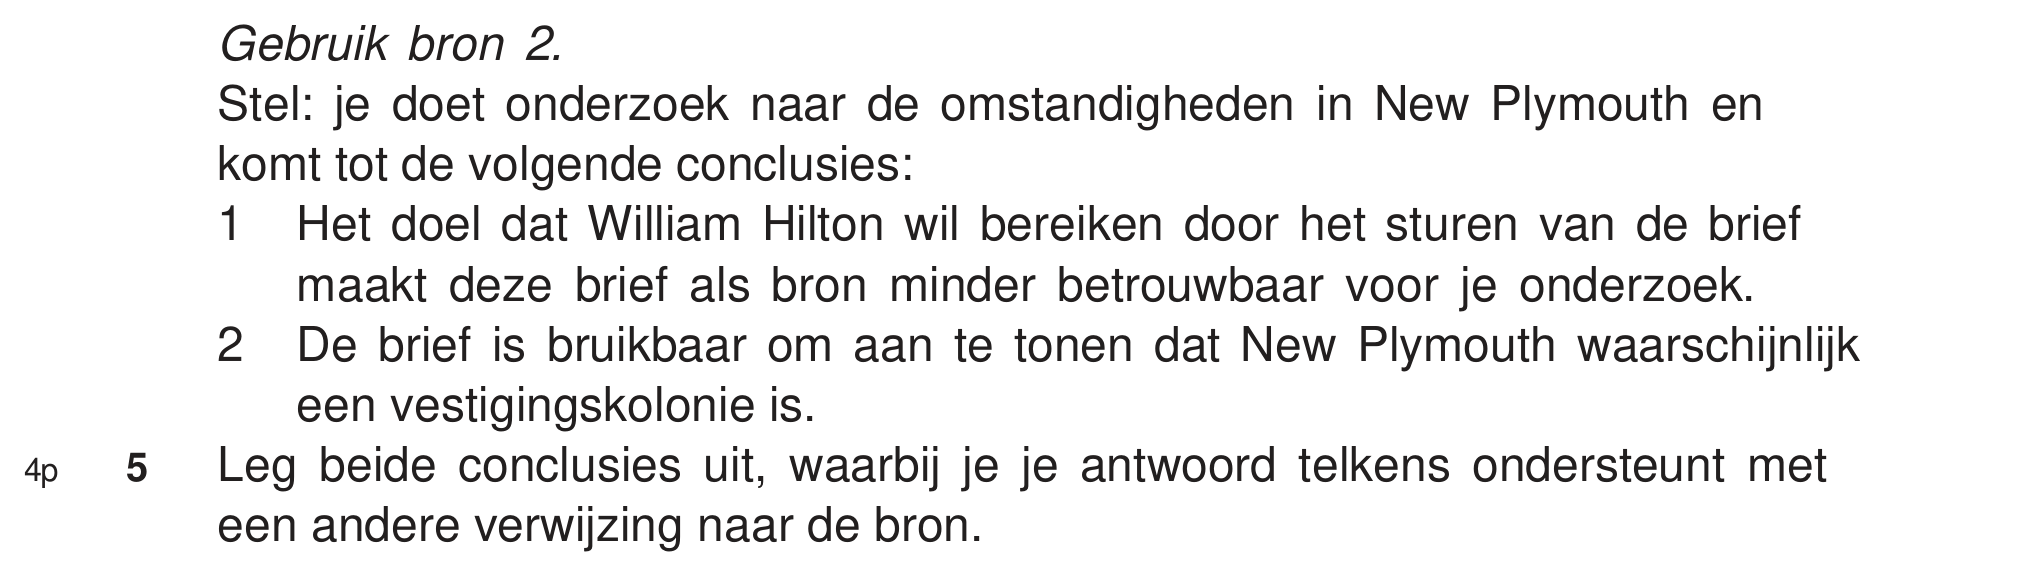 Gebruik bron 2.
Stel: je doet onderzoek naar de omstandigheden in New Plymouth en
komt tot de volgende conclusies:
1 Het doel dat William Hilton wil bereiken door het sturen van de brief
maakt deze brief als bron minder betrouwbaar voor je onderzoek.
2 De brief is bruikbaar om aan te tonen dat New Plymouth waarschijnlijk
een vestigingskolonie is.
4p 5 Leg beide conclusies uit, waarbij je je antwoord telkens ondersteunt met
een andere verwijzing naar de bron.